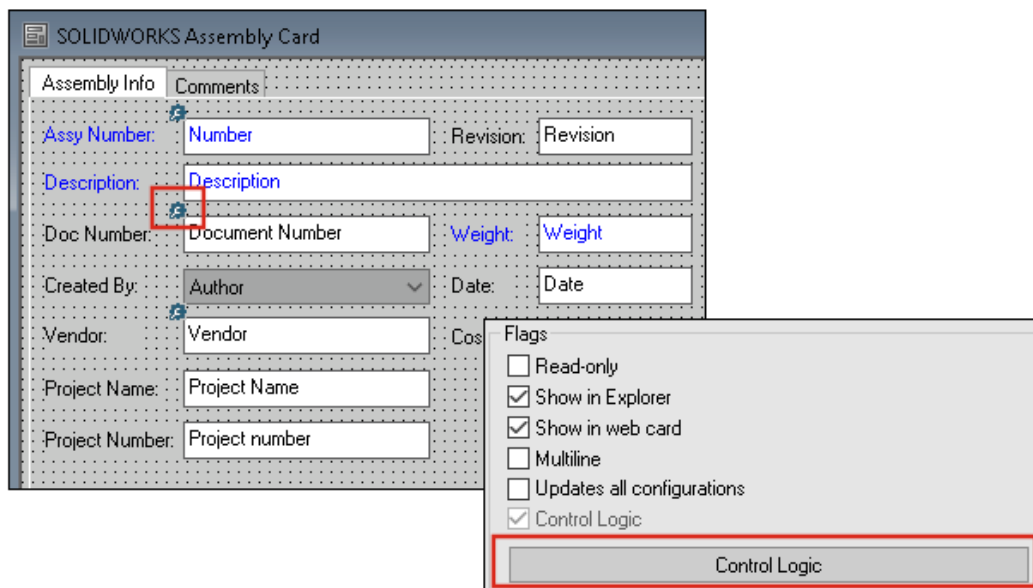 SOLIDWORKS Assembly Card
Assembly Info Comments
Assy Number: Number Revision: Revision
Description: Description
Doc Number: Document Number Weight: Weight
Created By: Author Date: Date
Vendor: Vendor Cos
Project Name: Project Name
Project Number: Project number
Flags
Read-only
Show in Explorer
Show in web card
Multiline
Updates all configurations
Control Logic
Control Logic